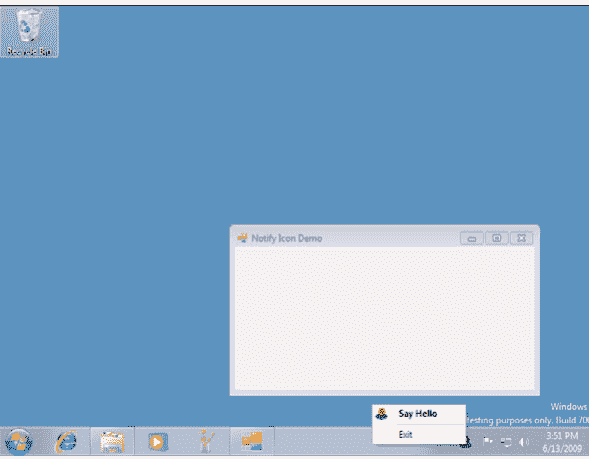 Recycle Bin
Notify Icon Demo
Say Hello
Exit
Windows
testing purposes only. Build 700
3:51 PM
6/13/2009